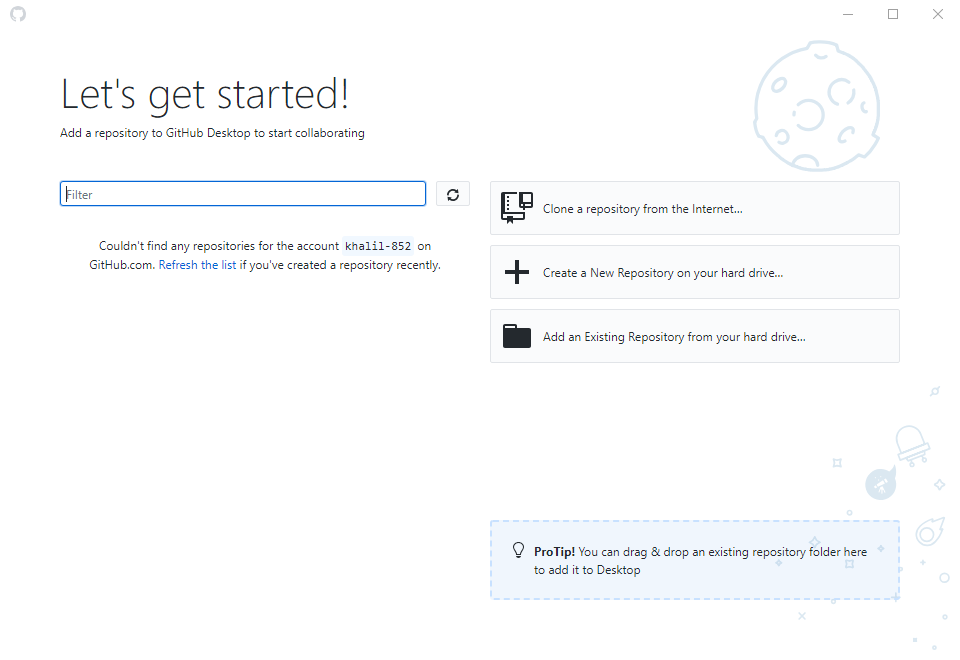 Let's get started!
Add a repository to GitHub Desktop to start collaborating
Filter
Couldn't find any repositories for the account khalil-852 on
GitHub.com. Refresh the list if you've created a repository recently.
Clone a repository from the Internet...
Create a New Repository on your hard drive...
Add an Existing Repository from your hard drive...
ProTip! You can drag & drop an existing repository folder here
to add it to Desktop